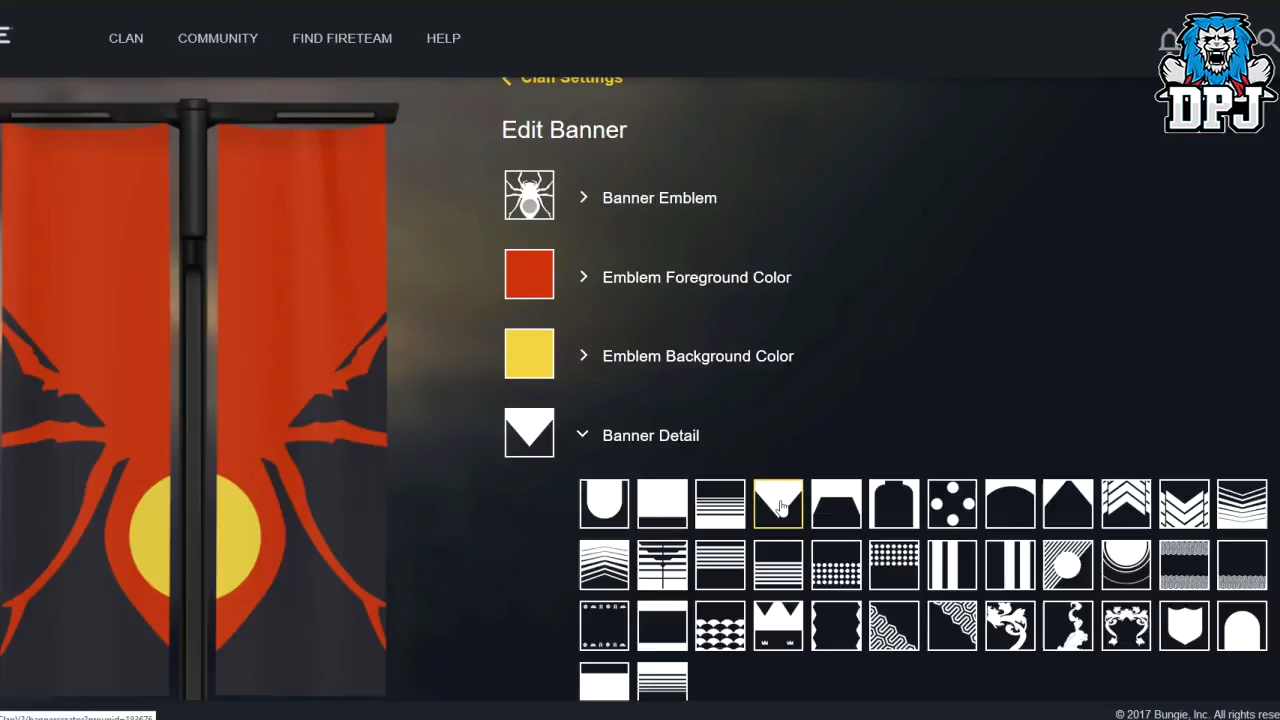 CLAN COMMUNITY FIND FIRETEAM HELP
DPJ
Clan Settings
Edit Banner
Banner Emblem
Emblem Foreground Color
Emblem Background Color
Banner Detail
© 2017 Bungie, Inc. All rights rese